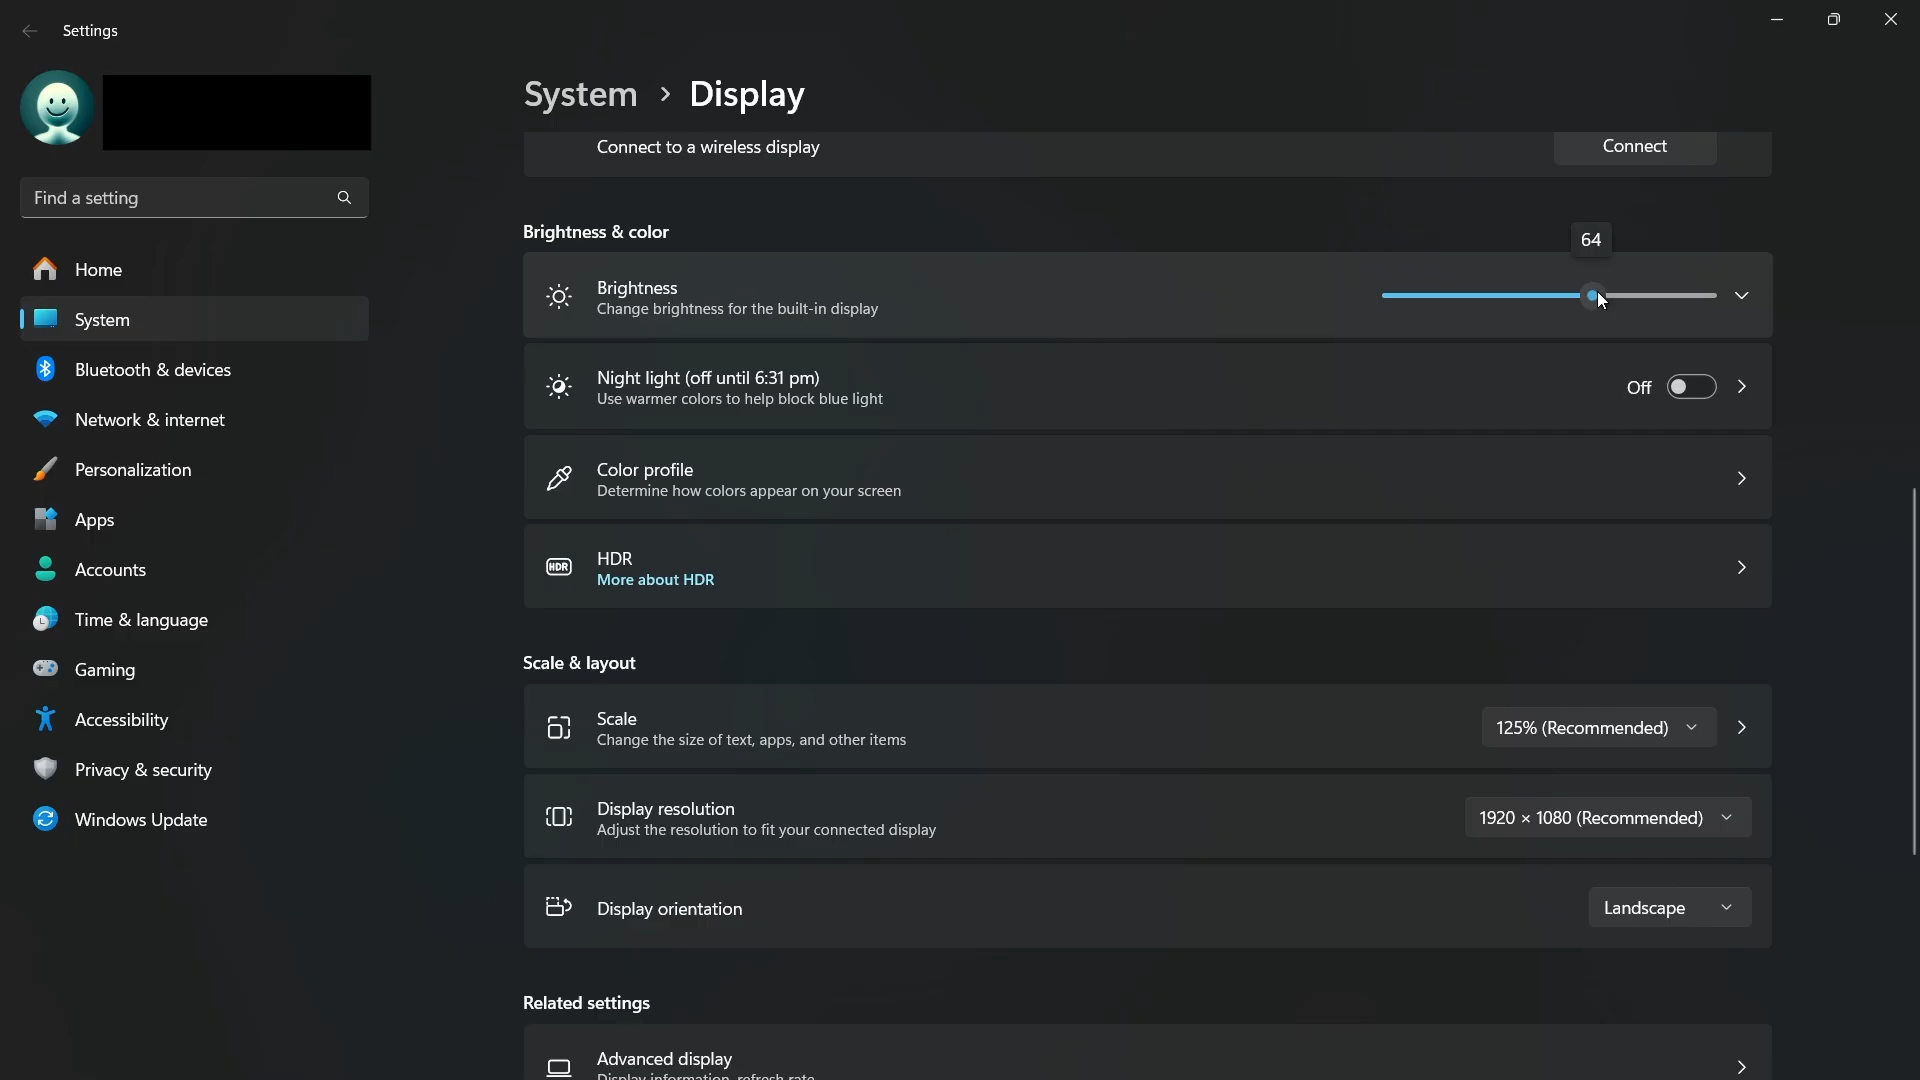 Settings
Find a setting
Home
System
Bluetooth & devices
Network & internet
Personalization
Apps
Accounts
Time & language
Gaming
Accessibility
Privacy & security
Windows Update
System > Display
Connect to a wireless display
Connect
Brightness & color
64
Brightness
Change brightness for the built-in display
Night light (off until 6:31 pm)
Use warmer colors to help block blue light
Off
Color profile
Determine how colors appear on your screen
HDR
HDR
More about HDR
Scale & layout
Scale
Change the size of text, apps, and other items
125% (Recommended)
Display resolution
Adjust the resolution to fit your connected display
1920 × 1080 (Recommended)
Display orientation
Landscape
Related settings
Advanced display
Display information, refresh rate